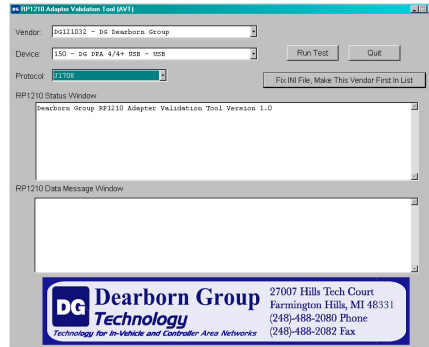 DG RP1210 Adapter Validation Tool (AVT)
Vendor: DG121032 - DG Dearborn Group
Device: 150 - DG DPA 4/4+ USB - USB
Run Test Quit
Protocol: J1708
Fix INI File, Make This Vendor First In List
RP1210 Status Window
Dearborn Group RP1210 Adapter Validation Tool Version 1.0
RP1210 Data Message Window
DG Dearborn Group
Technology
Technology for In-Vehicle and Controller Area Networks
27007 Hills Tech Court
Farmington Hills, MI 48331
(248)-488-2080 Phone
(248)-488-2082 Fax